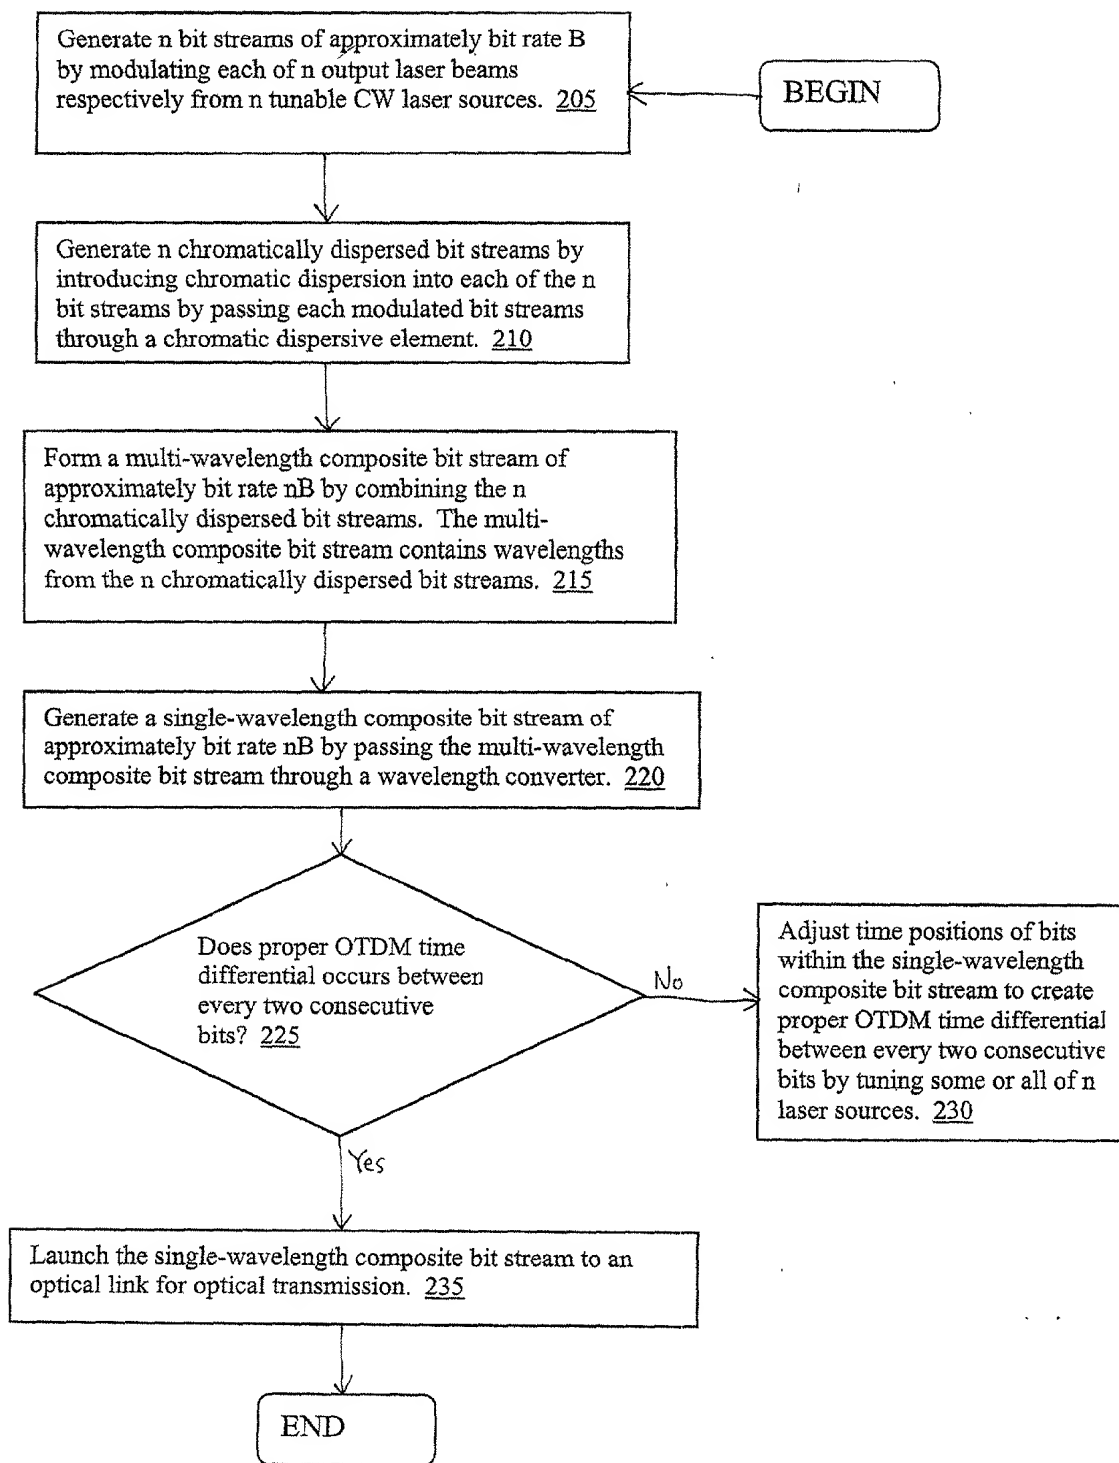 Generate n bit streams of approximately bit rate B
by modulating each of n output laser beams
respectively from n tunable CW laser sources. 205
BEGIN
Generate n chromatically dispersed bit streams by
introducing chromatic dispersion into each of the n
bit streams by passing each modulated bit streams
through a chromatic dispersive element. 210
Form a multi-wavelength composite bit stream of
approximately bit rate nB by combining the n
chromatically dispersed bit streams. The multi-
wavelength composite bit stream contains wavelengths
from the n chromatically dispersed bit streams. 215
Generate a single-wavelength composite bit stream of
approximately bit rate nB by passing the multi-wavelength
composite bit stream through a wavelength converter. 220
Does proper OTDM time
differential occurs between
every two consecutive
bits? 225
No
Adjust time positions of bits
within the single-wavelength
composite bit stream to create
proper OTDM time differential
between every two consecutive
bits by tuning some or all of n
laser sources. 230
Yes
Launch the single-wavelength composite bit stream to an
optical link for optical transmission. 235
END